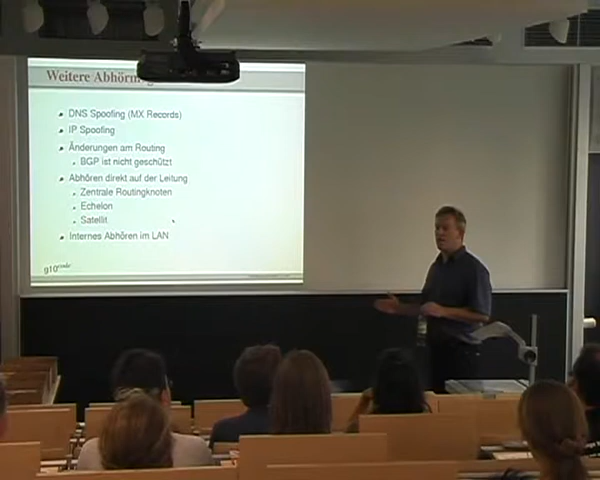 Weitere
DNS Spoofing (MX Records)
IP Spoofing
Änderungen am Routing
BGP ist nicht geschützt
Abhören direkt auf der Leitung
Zentrale Routingknoten
Echelon
Satellit
Internes Abhören im LAN
g10code